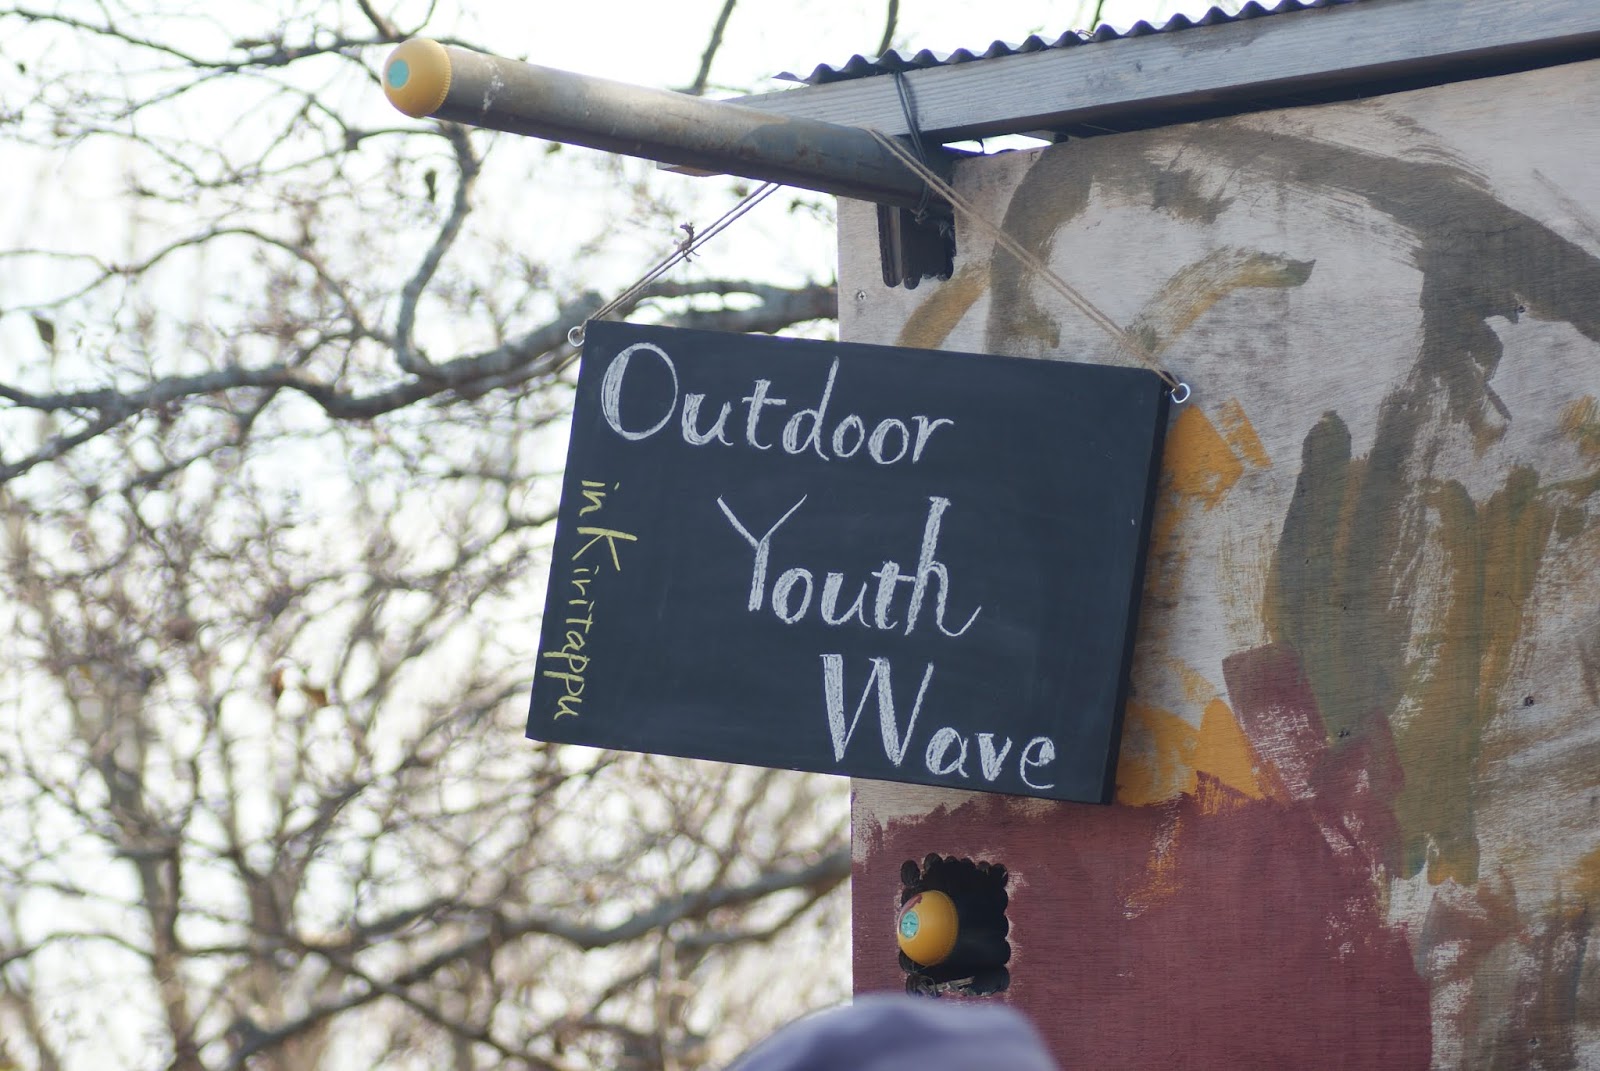 Outdoor
Youth
Wave
in Kiritappu